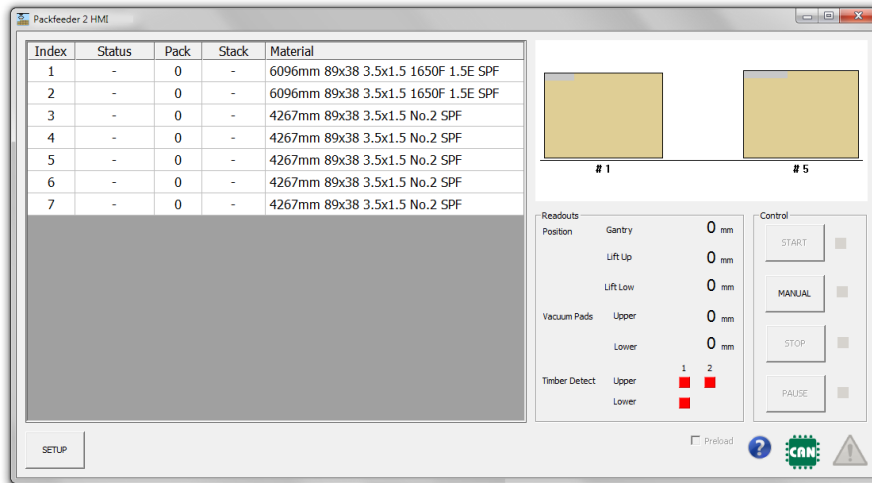 Packfeeder 2 HMI
Index Status Pack Stack Material
1 - 0 - 6096mm 89x38 3.5x1.5 1650F 1.5E SPF
2 - 0 - 6096mm 89x38 3.5x1.5 1650F 1.5E SPF
3 - 0 - 4267mm 89x38 3.5x1.5 No.2 SPF
4 - 0 - 4267mm 89x38 3.5x1.5 No.2 SPF
5 - 0 - 4267mm 89x38 3.5x1.5 No.2 SPF
6 - 0 - 4267mm 89x38 3.5x1.5 No.2 SPF
7 - 0 - 4267mm 89x38 3.5x1.5 No.2 SPF
# 1 # 5
Readouts
Position Gantry 0 mm
Lift Up 0 mm
Lift Low 0 mm
Vacuum Pads Upper 0 mm
Lower 0 mm
1 2
Timber Detect Upper
Lower
Control
START
MANUAL
STOP
PAUSE
SETUP
Preload
?
CAN
!